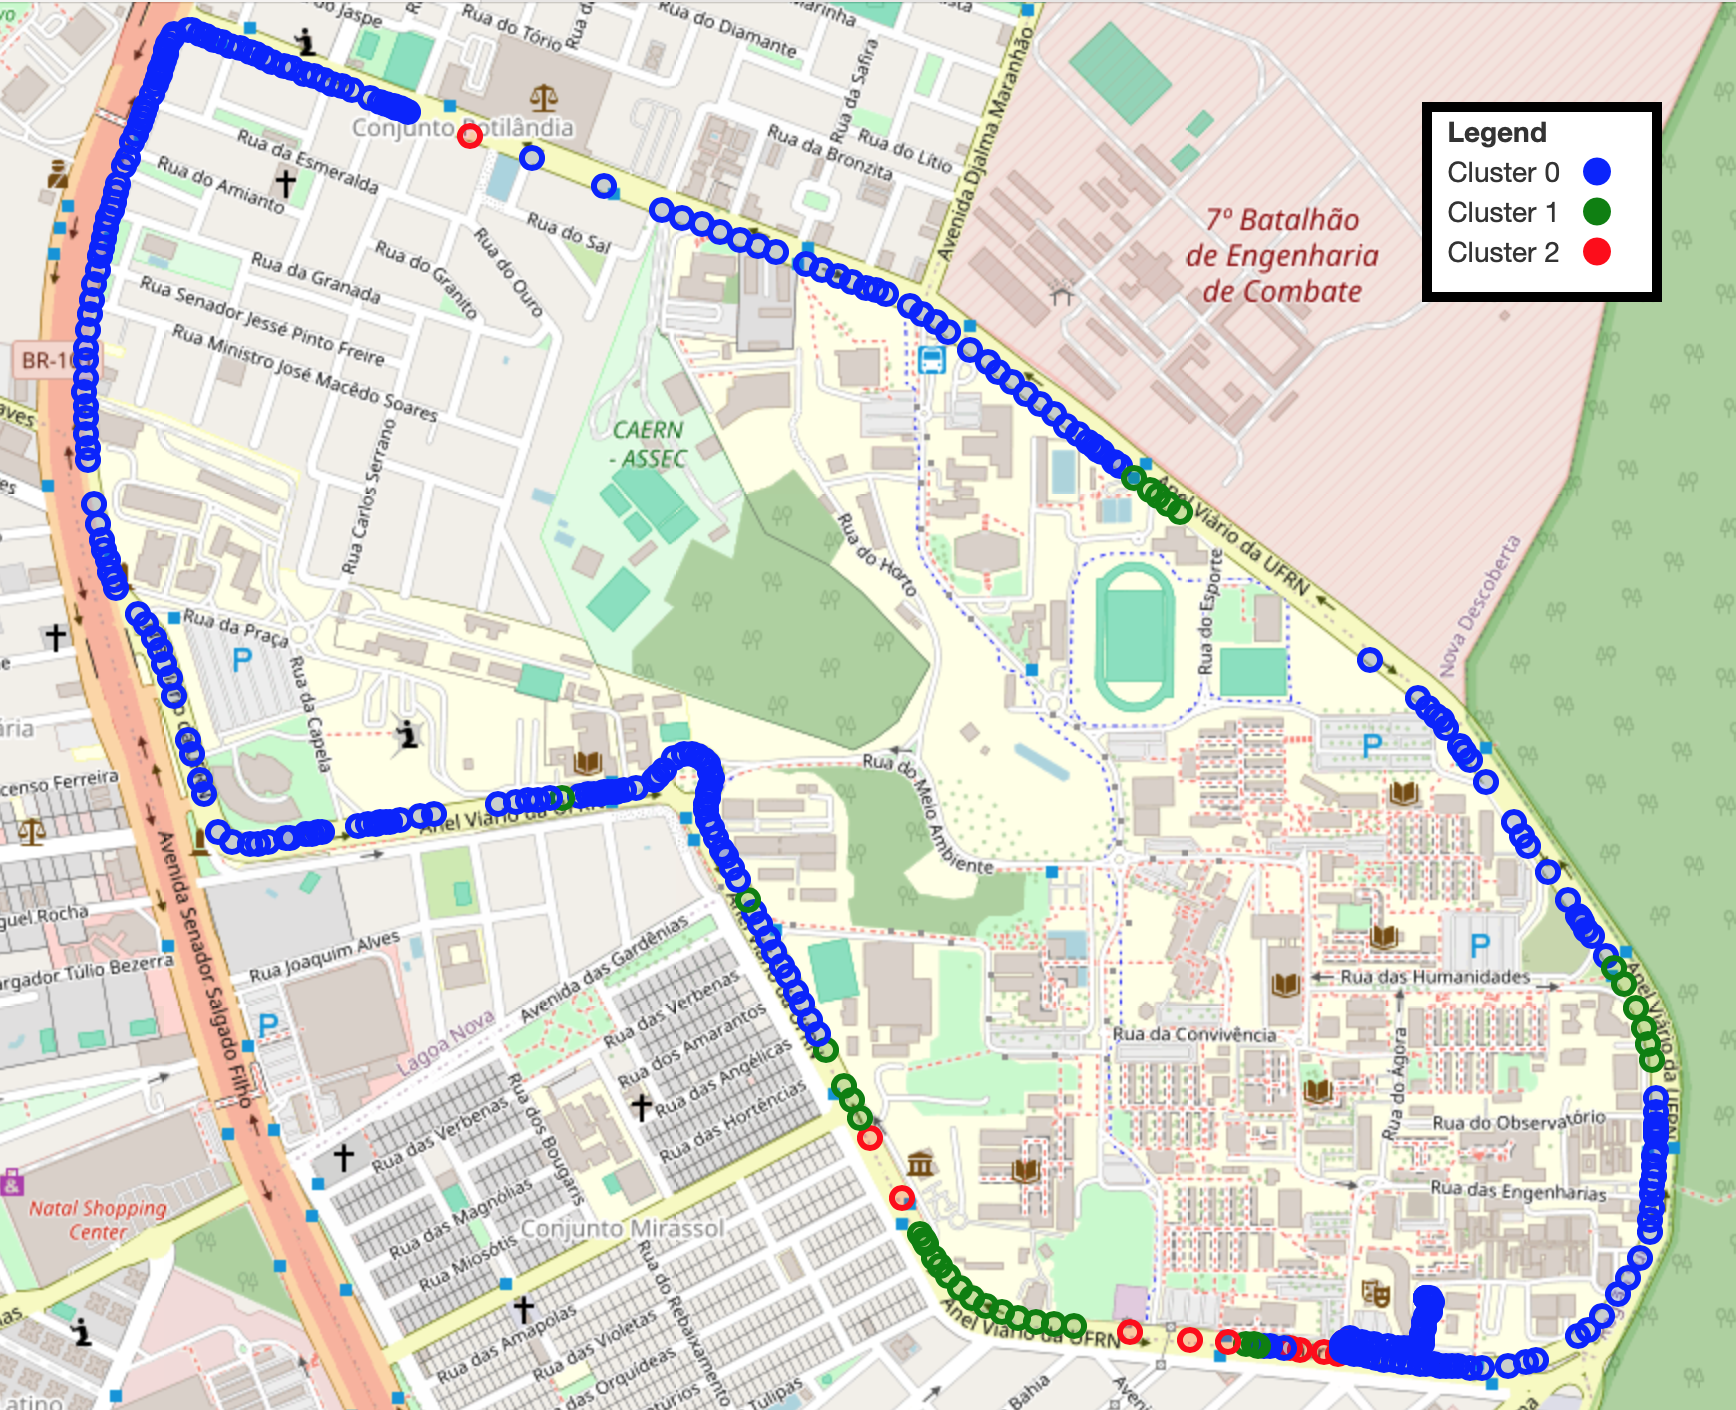 Rua do Tório
Rua do Diamante
Rua da Safira
Avenida Djalma Maranhão
Legend
Cluster 0
Cluster 1
Cluster 2
Conjunto Potilândia
Rua da Esmeralda
Rua do Amianto
Rua da Bronzita
Rua do Lítio
7º Batalhão
de Engenharia
de Combate
Rua do Sal
Rua do Ouro
Rua do Granito
Rua da Granada
Rua Senador Jessé Pinto Freire
Rua Ministro José Macêdo Soares
BR-10
aves
Rua Carlos Serrano
CAERN
- ASSEC
Rua do Horto
Anel Viário da UFRN
Rua do Esporte
Nova Descoberta
Rua da Praça
P
Rua da Capela
Rua do Meio Ambiente
P
censo Ferreira
Anel Viário da UFRN
guel Rocha
argador Túlio Bezerra
Avenida Senador Salgado Filho
Rua Joaquim Alves
P
Lagoa Nova
Avenida das Gardênias
Rua das Verbenas
Rua dos Amarantos
Rua das Angélicas
Rua das Hortências
P
Rua das Humanidades
Anel Viário da UFRN
Rua da Convivência
Rua do Ágora
Rua do Observatório
Rua das Engenharias
Rua das Verbenas
Rua dos Bougaris
Rua das Magnólias
Rua Miosótis
Conjunto Mirassol
Natal Shopping
Center
Rua do Rebaixamento
Rua das Amapolas
Rua das Violetas
das Orquídeas
Tulipas
Anel Viário da UFRN
Bahia